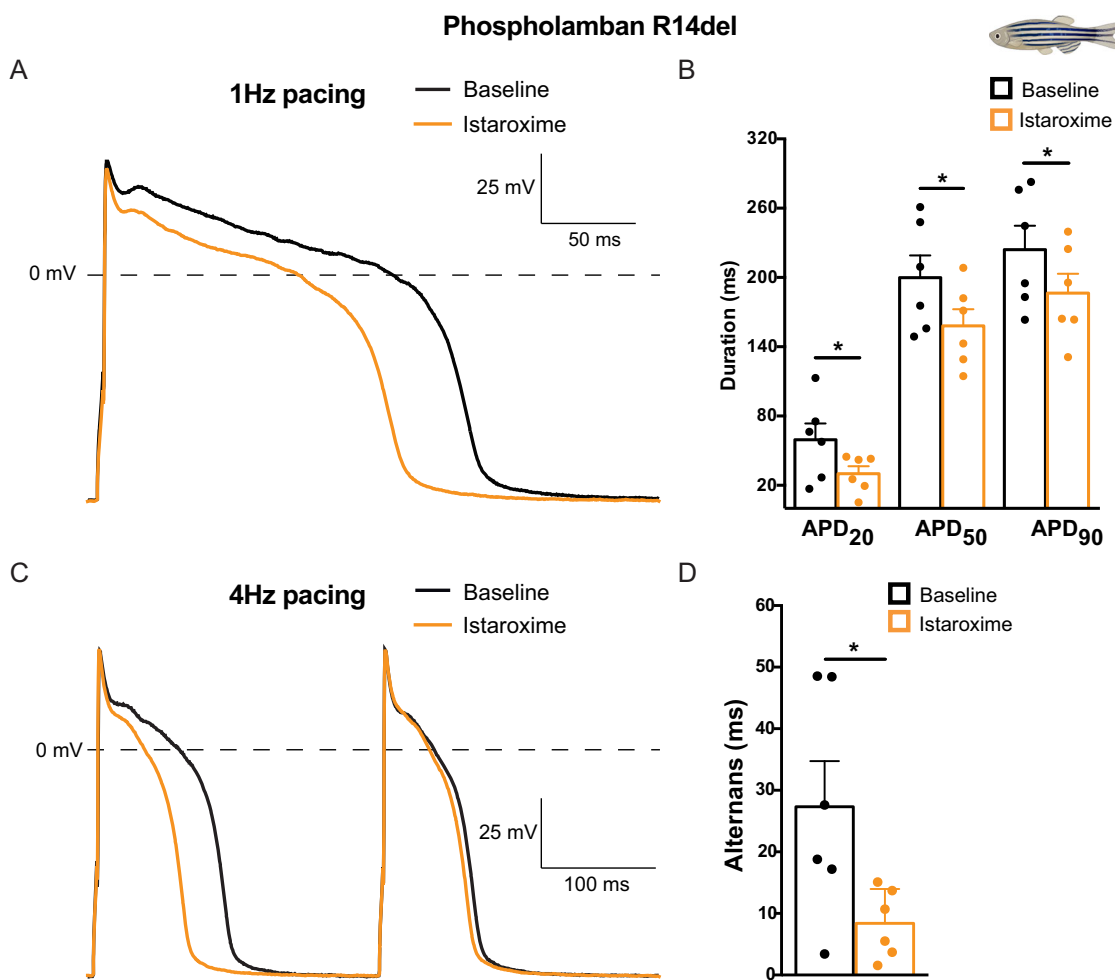 Phospholamban R14del
A
1Hz pacing
Baseline
Istaroxime
25 mV
50 ms
0 mV
B
Baseline
Istaroxime
320
260
200
140
80
20
Duration (ms)
*
*
*
APD20
APD50
APD90
C
4Hz pacing
Baseline
Istaroxime
0 mV
25 mV
100 ms
D
Baseline
Istaroxime
60
50
40
30
20
10
0
Alternans (ms)
*